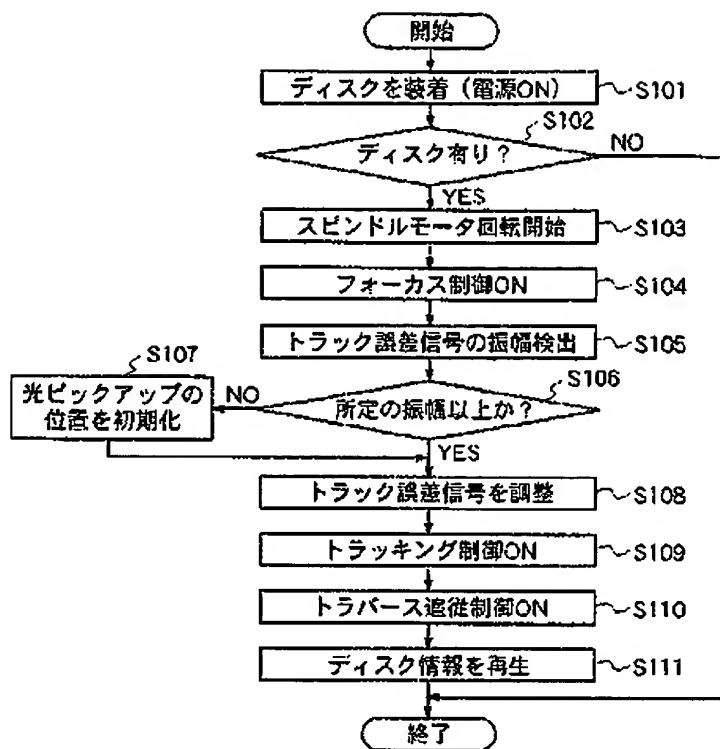 開始
ディスクを装着（電源ON）
S101
S102
ディスク有り？
NO
YES
スピンドルモータ回転開始
S103
フォーカス制御ON
S104
トラック誤差信号の振幅検出
S105
S107
光ピックアップの
位置を初期化
NO
S106
所定の振幅以上か？
YES
トラック誤差信号を調整
S108
トラッキング制御ON
S109
トラバース追従制御ON
S110
ディスク情報を再生
S111
終了